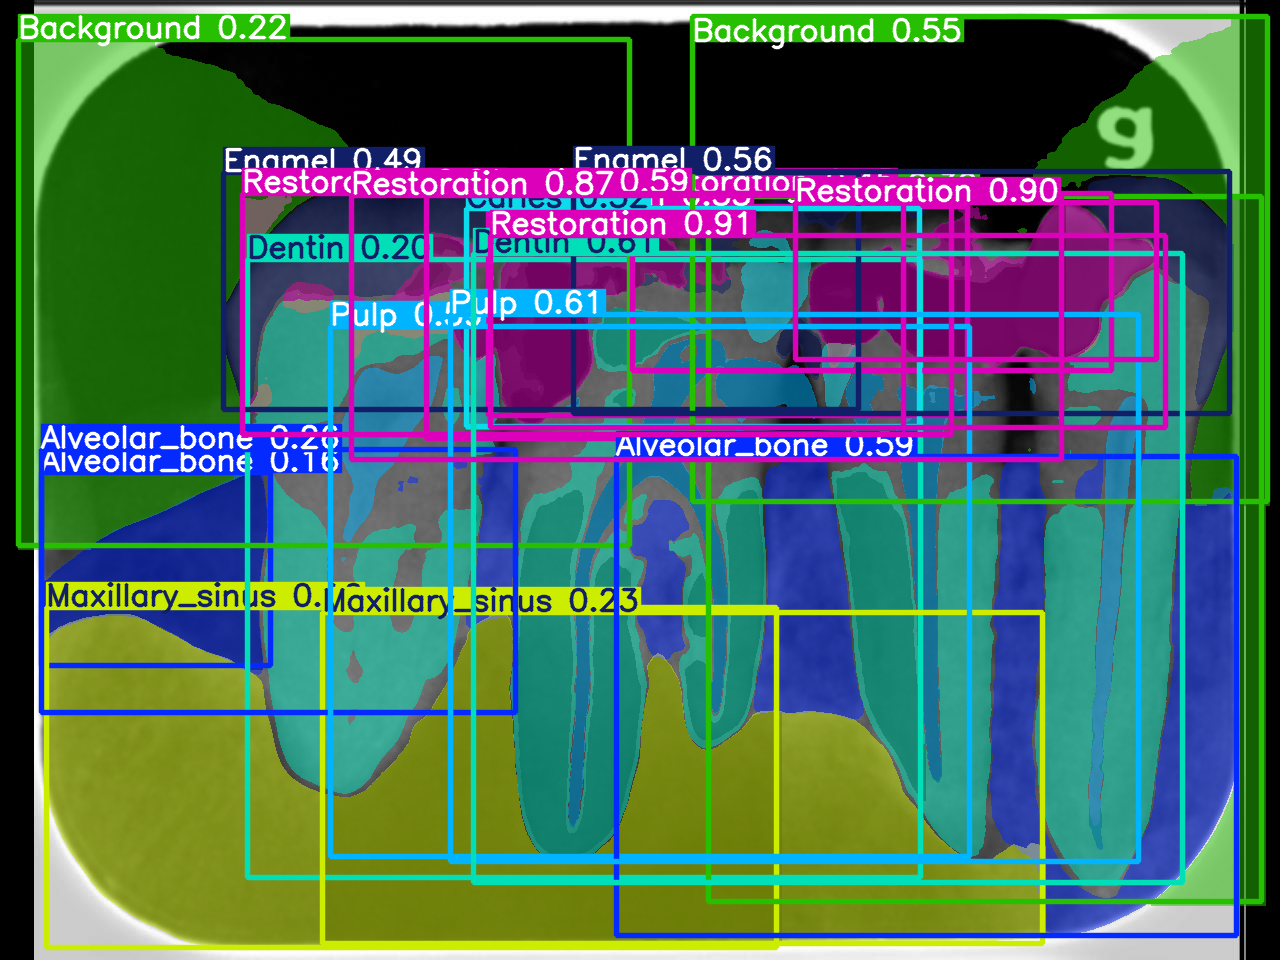 Background 0.22
Background 0.55
g
Enamel 0.49
Enamel 0.56
Restoration 0.87
0.59
Restoration 0.90
Restoration 0.91
Dentin 0.20
Dentin 0.61
Pulp
Pulp 0.61
Alveolar_bone 0.26
Alveolar_bone 0.16
Alveolar_bone 0.59
Maxillary_sinus
Maxillary_sinus 0.23